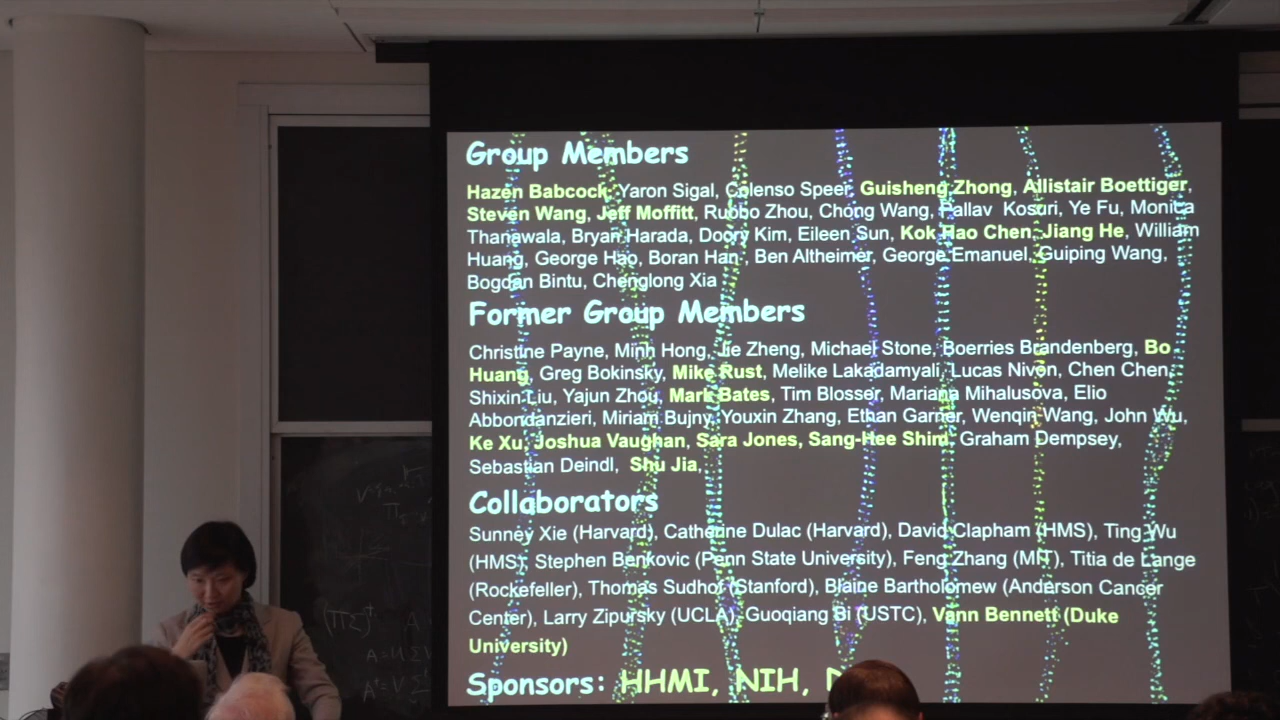 Group Members
Hazen Babcock, Yaron Sigal, Colenso Speer, Guisheng Zhong, Allistair Boettiger,
Steven Wang, Jeff Moffitt, Ruobo Zhou, Chong Wang, Pallav Kosuri, Ye Fu, Monica
Thanawala, Bryan Harada, Doory Kim, Eileen Sun, Kok Hao Chen, Jiang He, William
Huang, George Hao, Boran Han, Ben Altheimer, George Emanuel, Guiping Wang,
Bogdan Bintu, Chenglong Xia
Former Group Members
Christine Payne, Minh Hong, Jie Zheng, Michael Stone, Boerries Brandenberg, Bo
Huang, Greg Bokinsky, Mike Rust, Melike Lakadamyali, Lucas Nivon, Chen Chen,
Shixin Liu, Yajun Zhou, Mark Bates, Tim Blosser, Mariana Mihalusova, Elio
Abbondanzieri, Miriam Bujny, Youxin Zhang, Ethan Garner, Wenqin Wang, John Wu,
Ke Xu, Joshua Vaughan, Sara Jones, Sang-Hee Shim, Graham Dempsey,
Sebastian Deindl, Shu Jia,
Collaborators
Sunney Xie (Harvard), Catherine Dulac (Harvard), David Clapham (HMS), Ting Wu
(HMS), Stephen Benkovic (Penn State University), Feng Zhang (MIT), Titia de Lange
(Rockefeller), Thomas Sudhof (Stanford), Blaine Bartholomew (Anderson Cancer
Center), Larry Zipursky (UCLA), Guoqiang Bi (USTC), Vann Bennett (Duke
University)
Sponsors: HHMI, NIH,